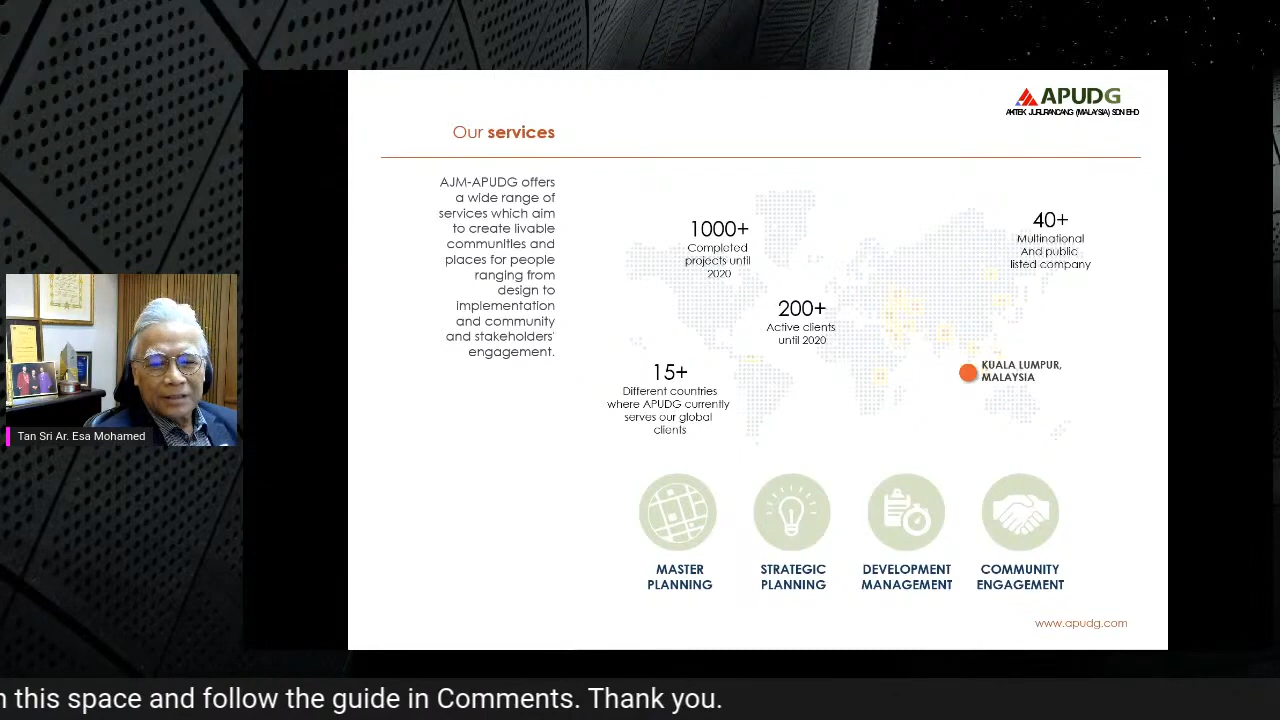 APUDG
AKITEK JURURANCANG (MALAYSIA) SDN BHD
Our services
AJM-APUDG offers
a wide range of
services which aim
to create livable
communities and
places for people
ranging from
design to
implementation
and community
and stakeholders'
engagement.
1000+
Completed
projects until
2020
40+
Multinational
And public
listed company
200+
Active clients
until 2020
15+
Different countries
where APUDG currently
serves our global
clients
KUALA LUMPUR,
MALAYSIA
MASTER
PLANNING
STRATEGIC
PLANNING
DEVELOPMENT
MANAGEMENT
COMMUNITY
ENGAGEMENT
www.apudg.com
Tan Sri Ar. Esa Mohamed
this space and follow the guide in Comments. Thank you.